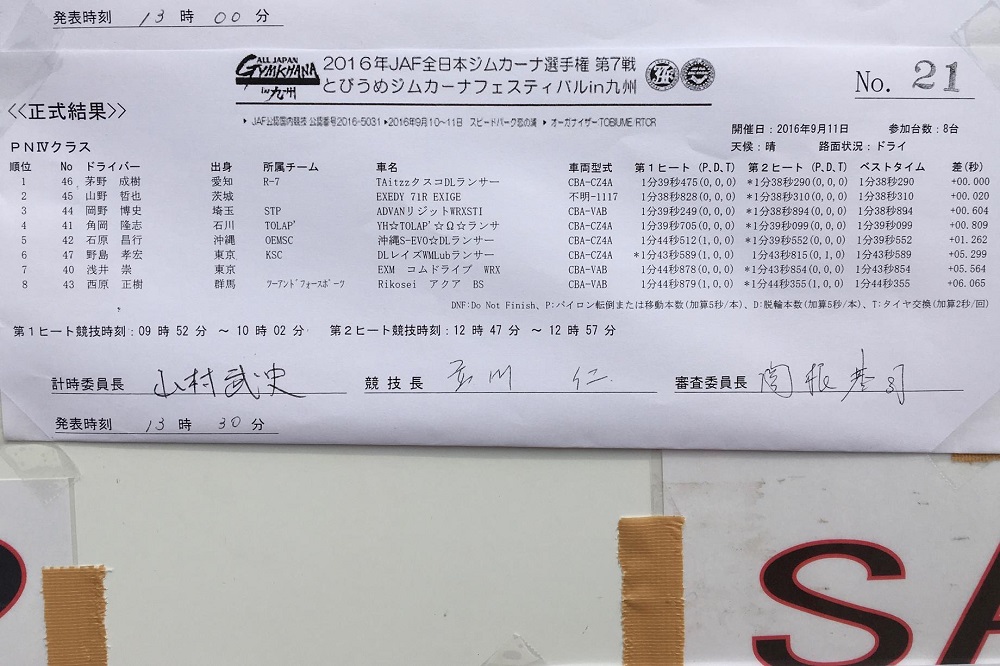 発表時刻 13 時 00 分
ALL JAPAN GYMKHANA in 九州
2016年JAF全日本ジムカーナ選手権 第7戦
とびうめジムカーナフェスティバルin九州
No. 21
<<正式結果>>
▶ JAF公認国内競技 公認番号2016-5031 ▶2016年9月10～11日 スピードパーク恋の浦 ▶ オーガナイザー:TOBIUME/RTCR
開催日：2016年9月11日 参加台数：8台
PNⅣクラス 天候：晴 路面状況：ドライ
順位 No ドライバー 出身 所属チーム 車名 車両型式 第1ヒート(P,D,T) 第2ヒート(P,D,T) ベストタイム 差(秒)
1 46 茅野 成樹 愛知 R-7 TAitzzタスコDLランサー CBA-CZ4A 1分39秒475(0,0,0) *1分38秒290(0,0,0) 1分38秒290 +00.000
2 45 山野 哲也 茨城 EXEDY 71R EXIGE 不明-1117 1分38秒828(0,0,0) *1分38秒310(0,0,0) 1分38秒310 +00.020
3 44 岡野 博史 埼玉 STP ADVANリジットWRXSTI CBA-VAB 1分39秒249(0,0,0) *1分38秒894(0,0,0) 1分38秒894 +00.604
4 41 角岡 隆志 石川 TOLAP' YH☆TOLAP'☆Ω☆ランサ CBA-CZ4A 1分39秒705(0,0,0) *1分39秒099(0,0,0) 1分39秒099 +00.809
5 42 石原 昌行 沖縄 OEMSC 沖縄S-EVO☆DLランサー CBA-CZ4A 1分44秒512(1,0,0) *1分39秒552(0,0,0) 1分39秒552 +01.262
6 47 野島 孝宏 東京 KSC DLレイズWMLubランサー CBA-CZ4A *1分43秒589(1,0,0) 1分43秒815(0,1,0) 1分43秒589 +05.299
7 40 浅井 崇 東京 EXM コムドライブ WRX CBA-VAB 1分44秒878(0,0,0) *1分43秒854(0,0,0) 1分43秒854 +05.564
8 43 西原 正樹 群馬 ツーアンドフォースポーツ Rikosei アクア BS CBA-VAB 1分44秒879(1,0,0) *1分44秒355(1,0,0) 1分44秒355 +06.065
DNF:Do Not Finish、P:パイロン転倒または移動本数(加算5秒/本)、D:脱輪本数(加算5秒/本)、T:タイヤ交換(加算2秒/回)
第1ヒート競技時刻：09 時 52 分 ～ 10 時 02 分 第2ヒート競技時刻：12 時 47 分 ～ 12 時 57 分
計時委員長 山村武史 競技長 仁 審査委員長 関根基司
発表時刻 13 時 30 分
SA